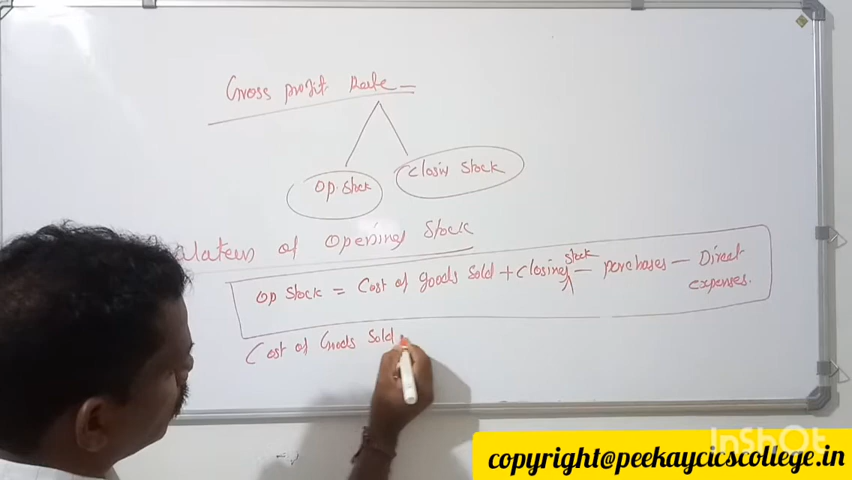 Gross profit Rate
Op. Stock
Closin Stock
of Opening Stock
Op Stock = Cost of goods Sold + Closing stock - purchases - Direct expenses.
Cost of Goods Sold
InShOt
copyright@peekaycicscollege.in